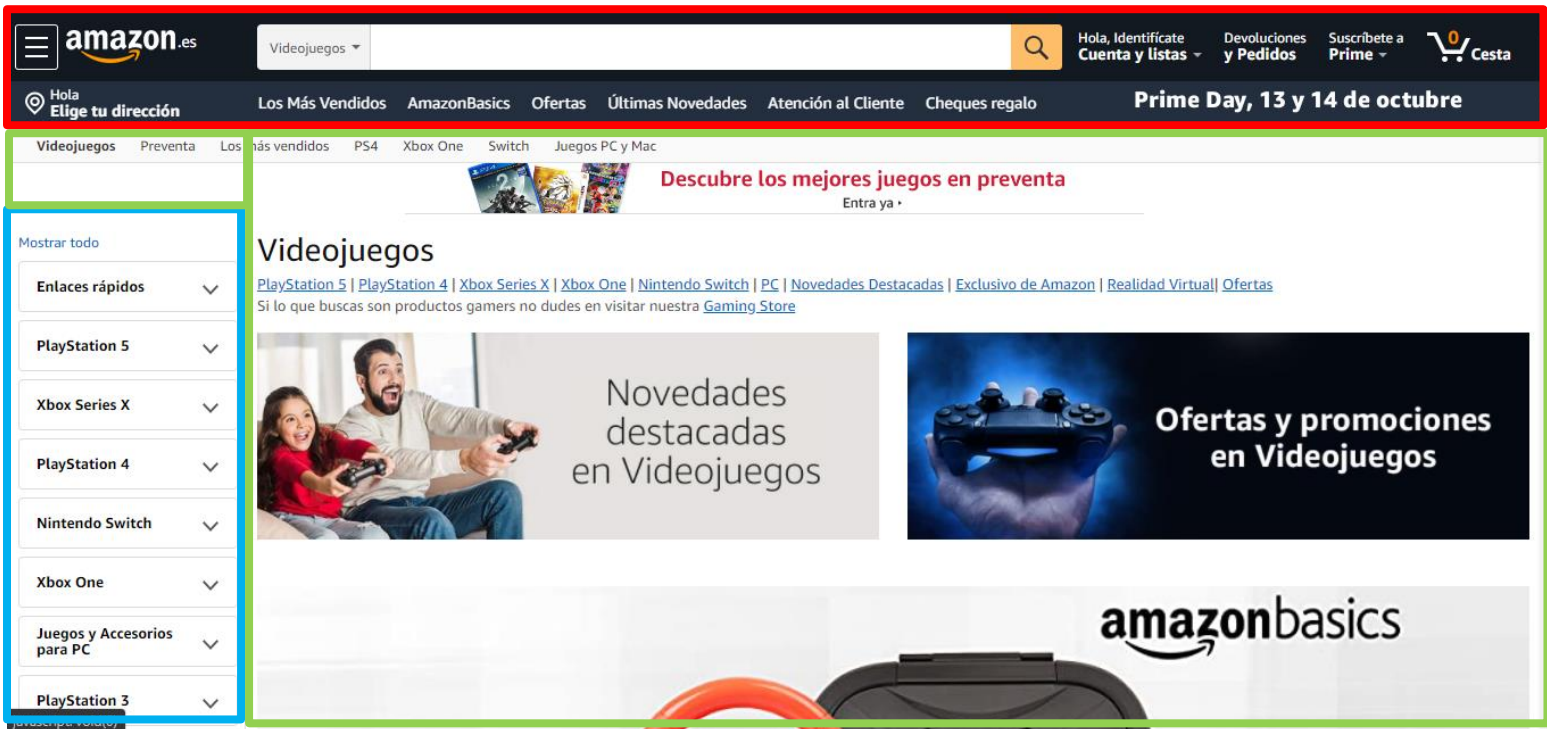 amazon.es
Videojuegos
Hola, Identifícate
Cuenta y listas
Devoluciones
y Pedidos
Suscríbete a
Prime
0
Cesta
Hola
Elige tu dirección
Los Más Vendidos AmazonBasics Ofertas Últimas Novedades Atención al Cliente Cheques regalo
Prime Day, 13 y 14 de octubre
Videojuegos Preventa Los más vendidos PS4 Xbox One Switch Juegos PC y Mac
Descubre los mejores juegos en preventa
Entra ya
Mostrar todo
Enlaces rápidos
PlayStation 5
Xbox Series X
PlayStation 4
Nintendo Switch
Xbox One
Juegos y Accesorios
para PC
PlayStation 3
Videojuegos
PlayStation 5 | PlayStation 4 | Xbox Series X | Xbox One | Nintendo Switch | PC | Novedades Destacadas | Exclusivo de Amazon | Realidad Virtual| Ofertas
Si lo que buscas son productos gamers no dudes en visitar nuestra Gaming Store
Novedades
destacadas
en Videojuegos
Ofertas y promociones
en Videojuegos
amazonbasics